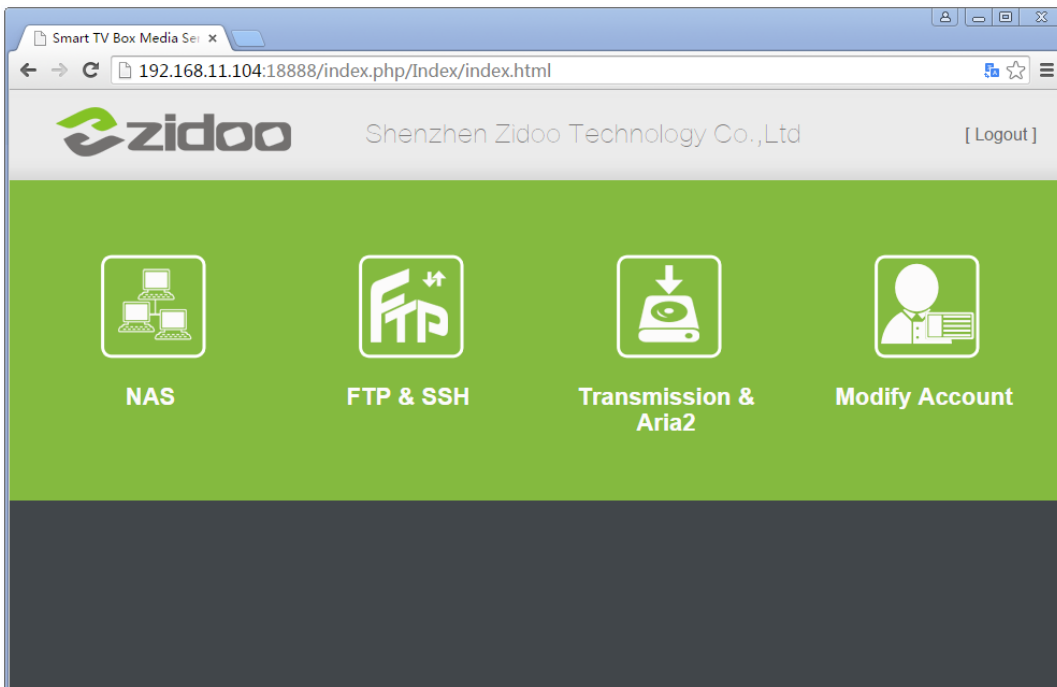 Smart TV Box Media Ser
192.168.11.104:18888/index.php/Index/index.html
zidoo
Shenzhen Zidoo Technology Co.,Ltd
[ Logout ]
FTP
NAS
FTP & SSH
Transmission &
Aria2
Modify Account